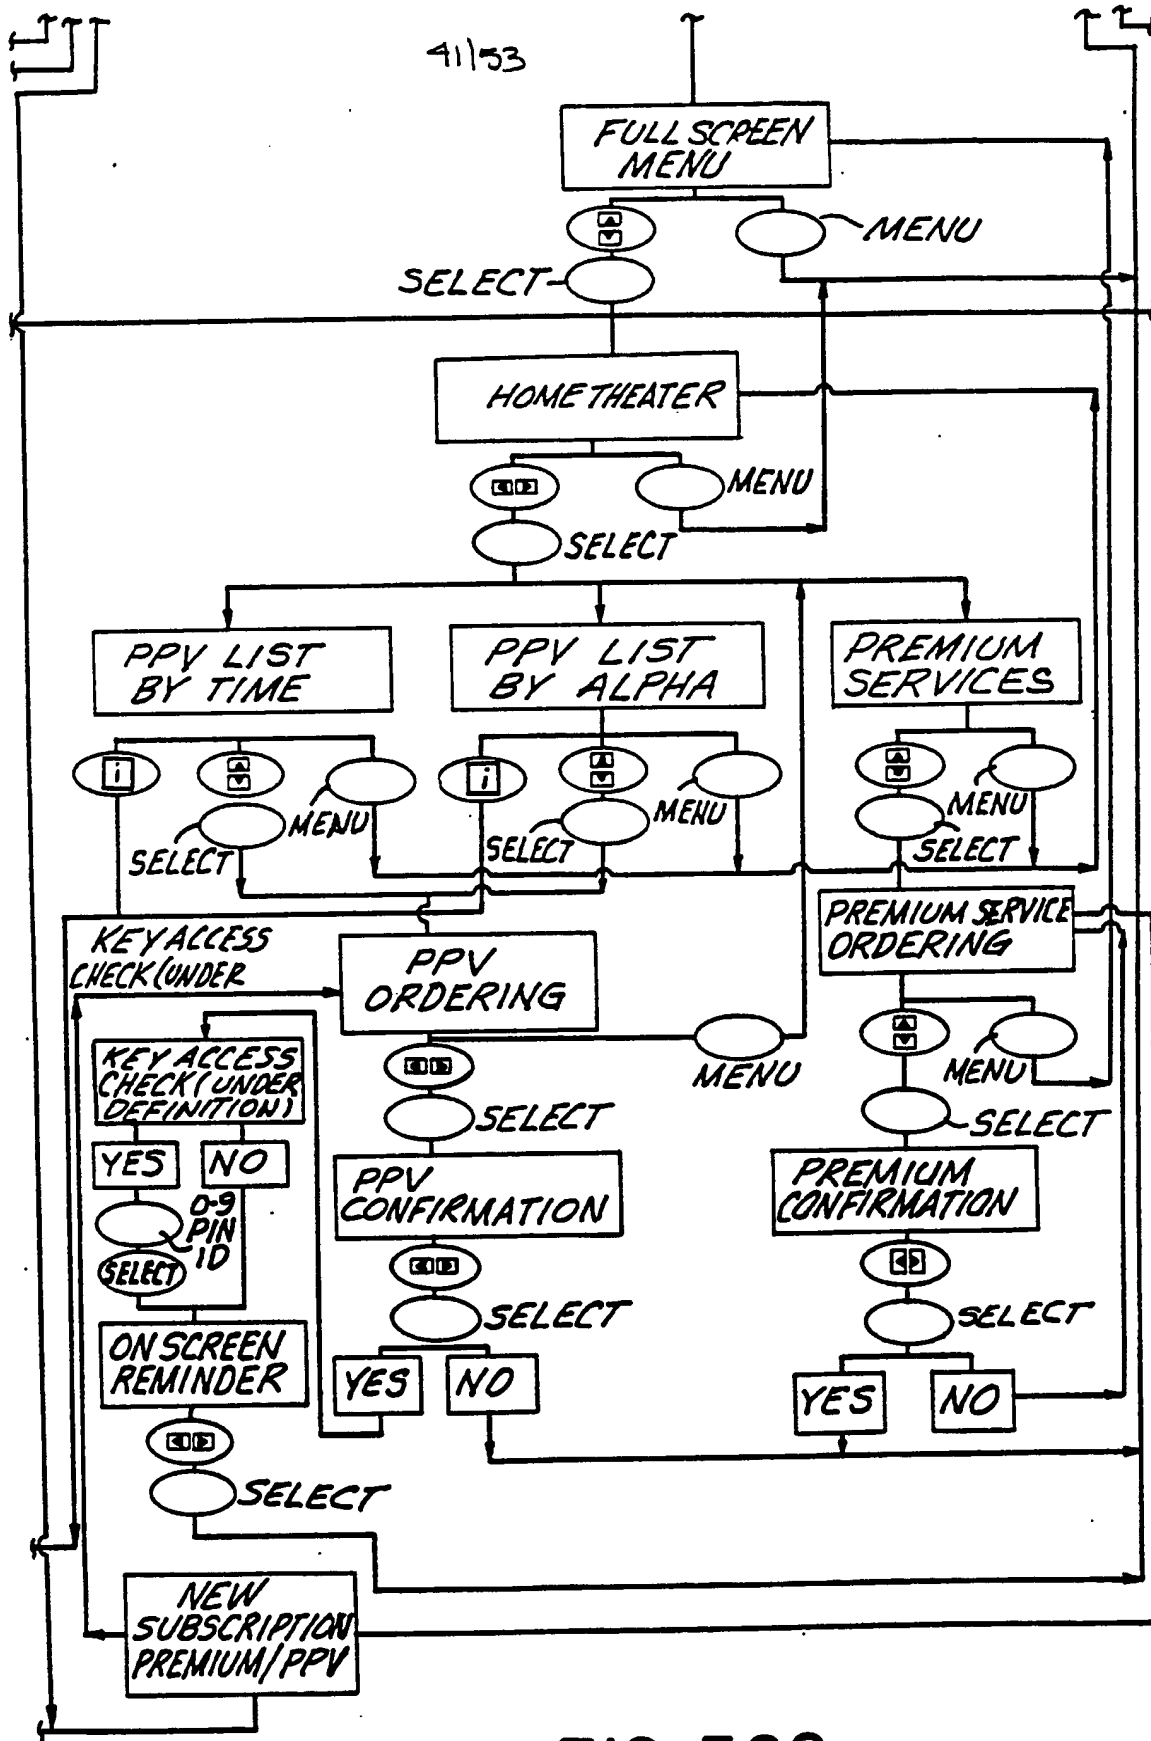 41/53
FULL SCREEN
MENU
MENU
SELECT
HOME THEATER
MENU
SELECT
PPV LIST
BY TIME
PPV LIST
BY ALPHA
PREMIUM
SERVICES
i
i
MENU
MENU
MENU
SELECT
SELECT
SELECT
KEY ACCESS
CHECK (UNDER
PPV
ORDERING
PREMIUM SERVICE
ORDERING
KEY ACCESS
CHECK (UNDER
DEFINITION)
MENU
MENU
SELECT
SELECT
YES
NO
PPV
CONFIRMATION
PREMIUM
CONFIRMATION
0-9
PIN
ID
SELECT
SELECT
SELECT
ON SCREEN
REMINDER
YES
NO
YES
NO
SELECT
NEW
SUBSCRIPTION
PREMIUM/PPV